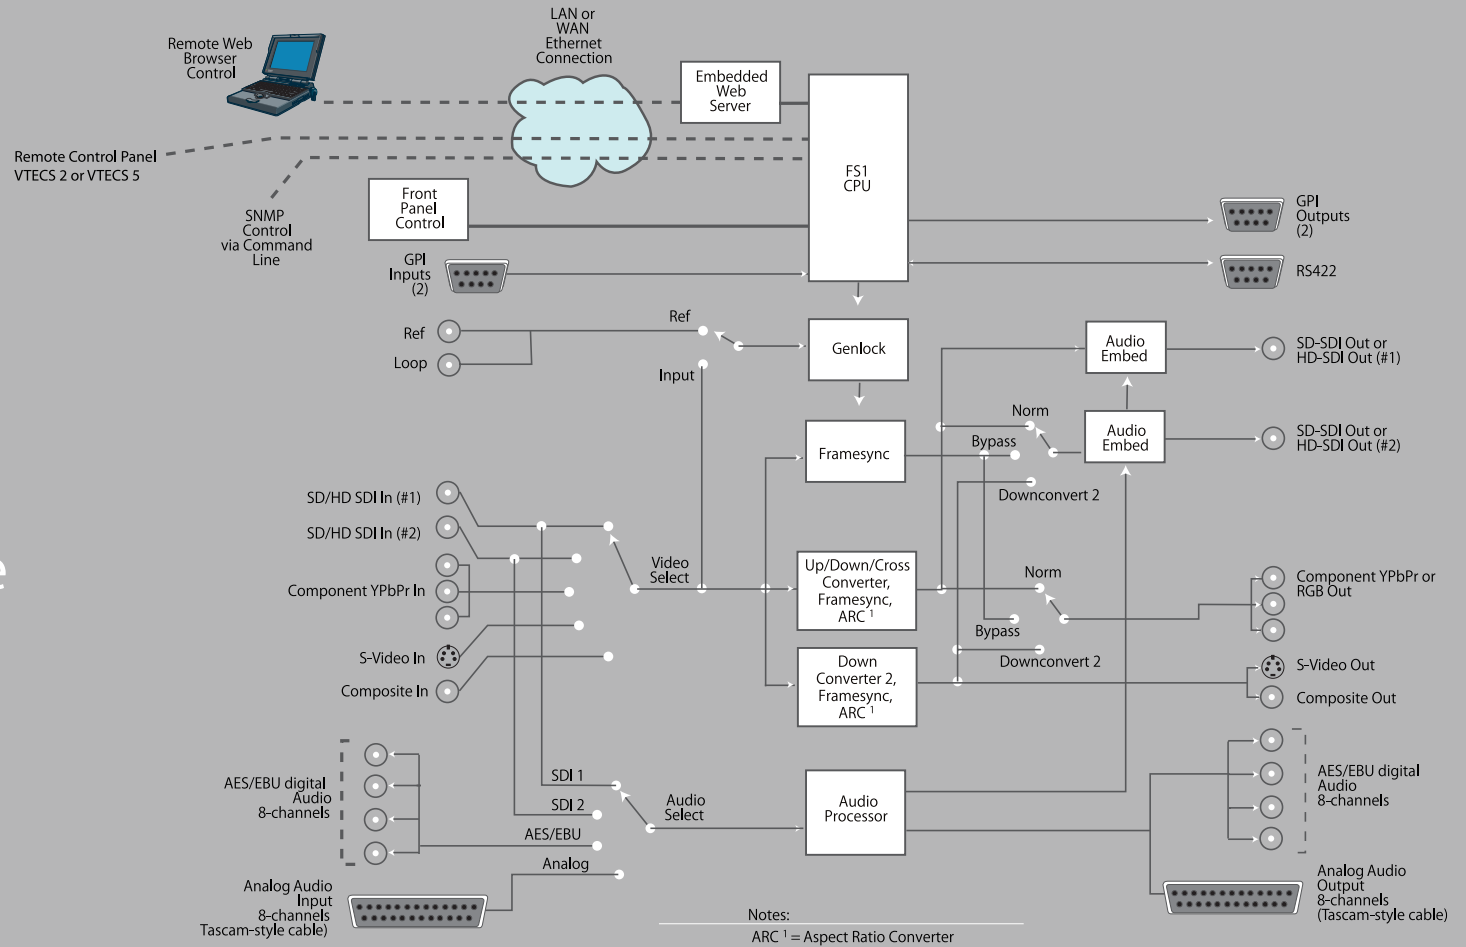 LAN or
WAN
Ethernet
Connection
Remote Web
Browser
Control
Embedded
Web
Server
Remote Control Panel
VTECS 2 or VTECS 5
FS1
CPU
Front
Panel
Control
SNMP
Control
via Command
Line
GPI
Outputs
(2)
GPI
Inputs
(2)
RS422
Ref
Ref
Loop
Input
Genlock
Audio
Embed
SD-SDI Out or
HD-SDI Out (#1)
Norm
Bypass
Downconvert 2
Audio
Embed
SD-SDI Out or
HD-SDI Out (#2)
Framesync
SD/HD SDI In (#1)
SD/HD SDI In (#2)
Component YPbPr In
S-Video In
Composite In
Video
Select
Up/Down/Cross
Converter,
Framesync,
ARC 1
Norm
Bypass
Downconvert 2
Component YPbPr or
RGB Out
Down
Converter 2,
Framesync,
ARC 1
S-Video Out
Composite Out
e
AES/EBU digital
Audio
8-channels
SDI 1
SDI 2
AES/EBU
Analog
Audio
Select
Audio
Processor
AES/EBU digital
Audio
8-channels
Analog Audio
Input
8-channels
Tascam-style cable)
Analog Audio
Output
8-channels
(Tascam-style cable)
Notes:
ARC 1 = Aspect Ratio Converter